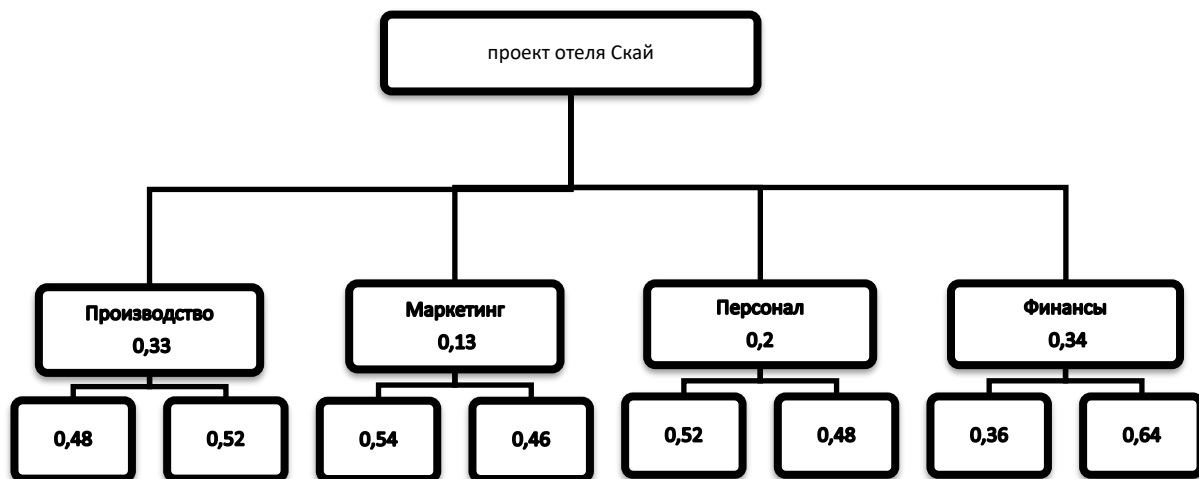 проект отеля Скай
Производство
0,33
Маркетинг
0,13
Персонал
0,2
Финансы
0,34
0,48
0,52
0,54
0,46
0,52
0,48
0,36
0,64